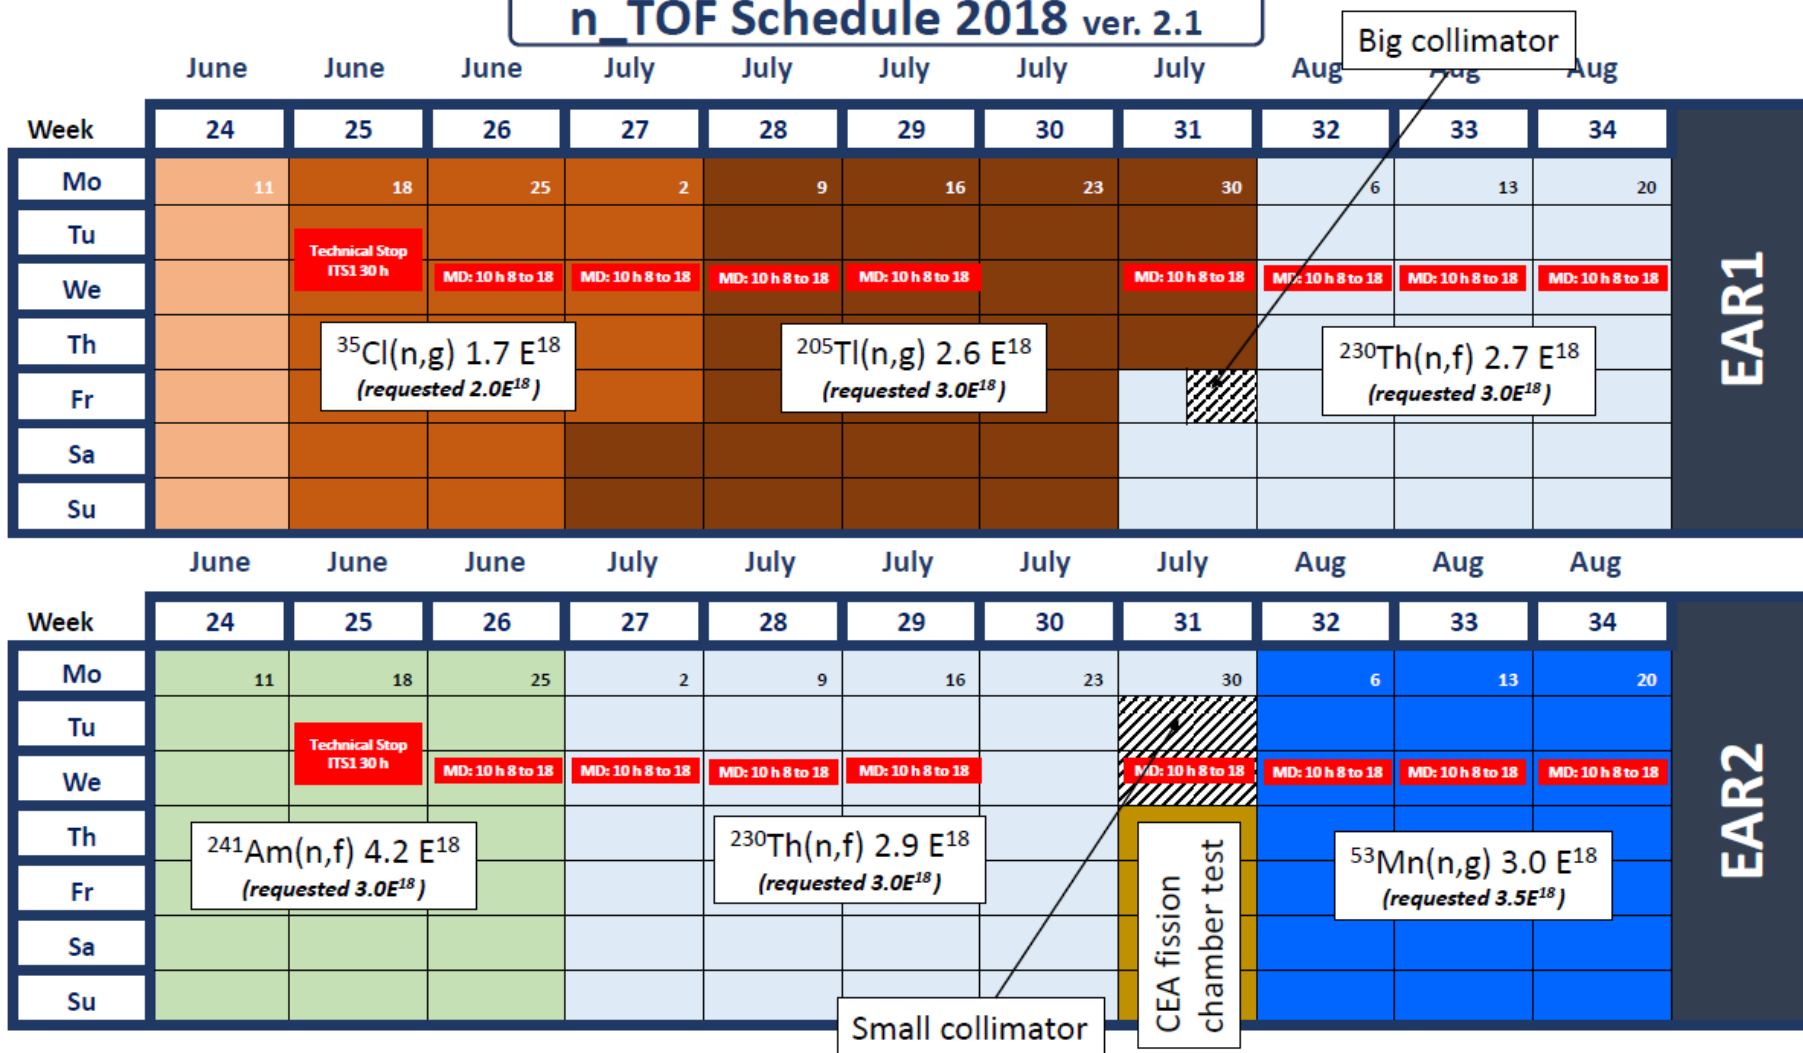 n_TOF Schedule 2018 ver. 2.1
Big collimator
June June June July July July July July Aug Aug Aug
Week 24 25 26 27 28 29 30 31 32 33 34
Mo 11 18 25 2 9 16 23 30 6 13 20
Tu
Technical Stop
ITS1 30 h
We MD: 10 h 8 to 18 MD: 10 h 8 to 18 MD: 10 h 8 to 18 MD: 10 h 8 to 18 MD: 10 h 8 to 18 MD: 10 h 8 to 18 MD: 10 h 8 to 18 MD: 10 h 8 to 18
Th
³⁵Cl(n,g) 1.7 E¹⁸
(requested 2.0E¹⁸)
²⁰⁵Tl(n,g) 2.6 E¹⁸
(requested 3.0E¹⁸)
²³⁰Th(n,f) 2.7 E¹⁸
(requested 3.0E¹⁸)
Fr
Sa
Su
EAR1
June June June July July July July July Aug Aug Aug
Week 24 25 26 27 28 29 30 31 32 33 34
Mo 11 18 25 2 9 16 23 30 6 13 20
Tu
Technical Stop
ITS1 30 h
We MD: 10 h 8 to 18 MD: 10 h 8 to 18 MD: 10 h 8 to 18 MD: 10 h 8 to 18 MD: 10 h 8 to 18 MD: 10 h 8 to 18 MD: 10 h 8 to 18 MD: 10 h 8 to 18
Th
²⁴¹Am(n,f) 4.2 E¹⁸
(requested 3.0E¹⁸)
²³⁰Th(n,f) 2.9 E¹⁸
(requested 3.0E¹⁸)
CEA fission
chamber test
⁵³Mn(n,g) 3.0 E¹⁸
(requested 3.5E¹⁸)
Fr
Sa
Su
EAR2
Small collimator